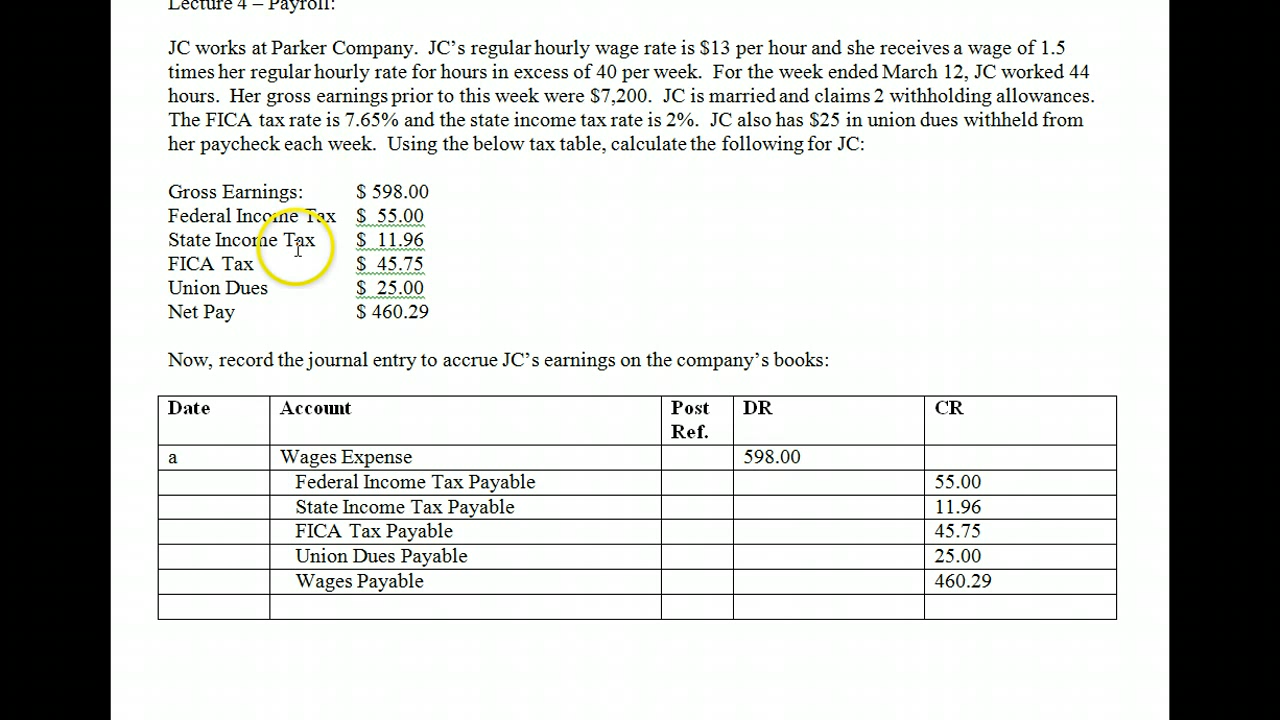 Lecture 4 – Payroll:
JC works at Parker Company.  JC's regular hourly wage rate is $13 per hour and she receives a wage of 1.5
times her regular hourly rate for hours in excess of 40 per week.  For the week ended March 12, JC worked 44
hours.  Her gross earnings prior to this week were $7,200.  JC is married and claims 2 withholding allowances.
The FICA tax rate is 7.65% and the state income tax rate is 2%.  JC also has $25 in union dues withheld from
her paycheck each week.  Using the below tax table, calculate the following for JC:
Gross Earnings: $ 598.00
Federal Income Tax $ 55.00
State Income Tax $ 11.96
FICA Tax $ 45.75
Union Dues $ 25.00
Net Pay $ 460.29
Now, record the journal entry to accrue JC's earnings on the company's books:
Date Account Post Ref. DR CR
a Wages Expense 598.00
Federal Income Tax Payable 55.00
State Income Tax Payable 11.96
FICA Tax Payable 45.75
Union Dues Payable 25.00
Wages Payable 460.29